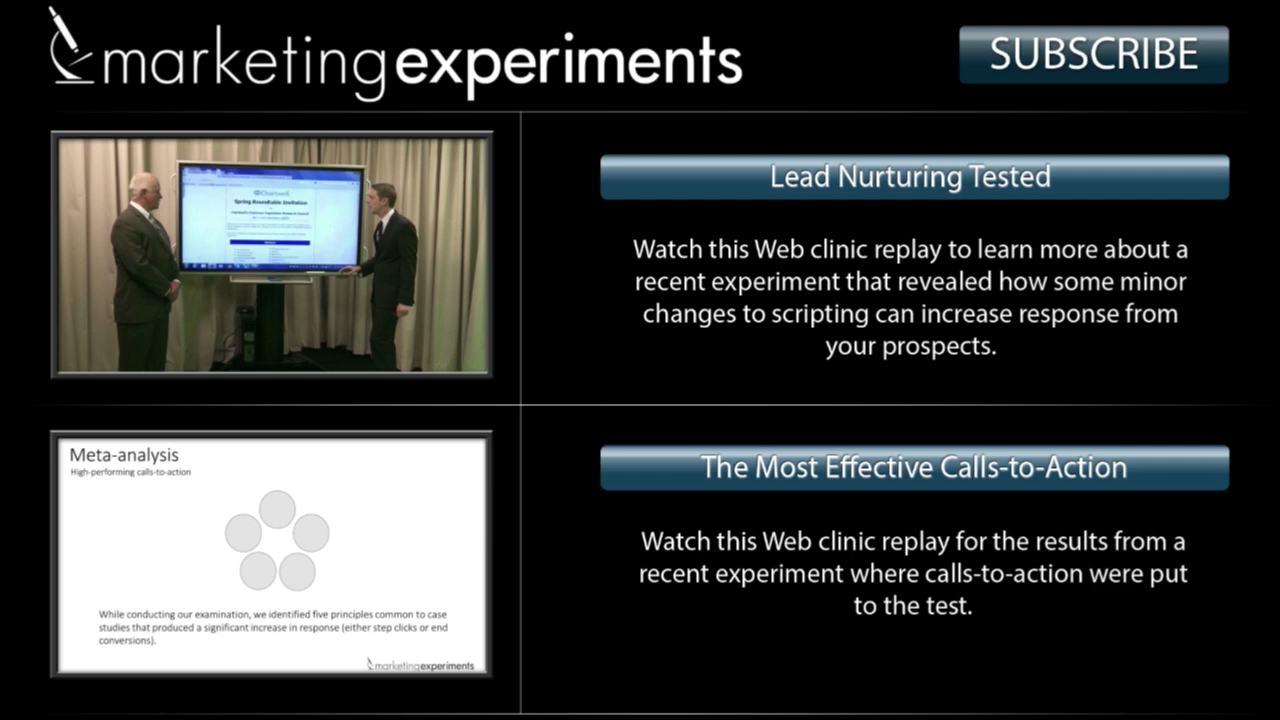 marketingexperiments
SUBSCRIBE
Lead Nurturing Tested
Watch this Web clinic replay to learn more about a
recent experiment that revealed how some minor
changes to scripting can increase response from
your prospects.
Spring Roundtable Invitation
Meta-analysis
High-performing calls-to-action
While conducting our examination, we identified five principles common to case
studies that produced a significant increase in response (either step clicks or end
conversions).
marketingexperiments
The Most Effective Calls-to-Action
Watch this Web clinic replay for the results from a
recent experiment where calls-to-action were put
to the test.